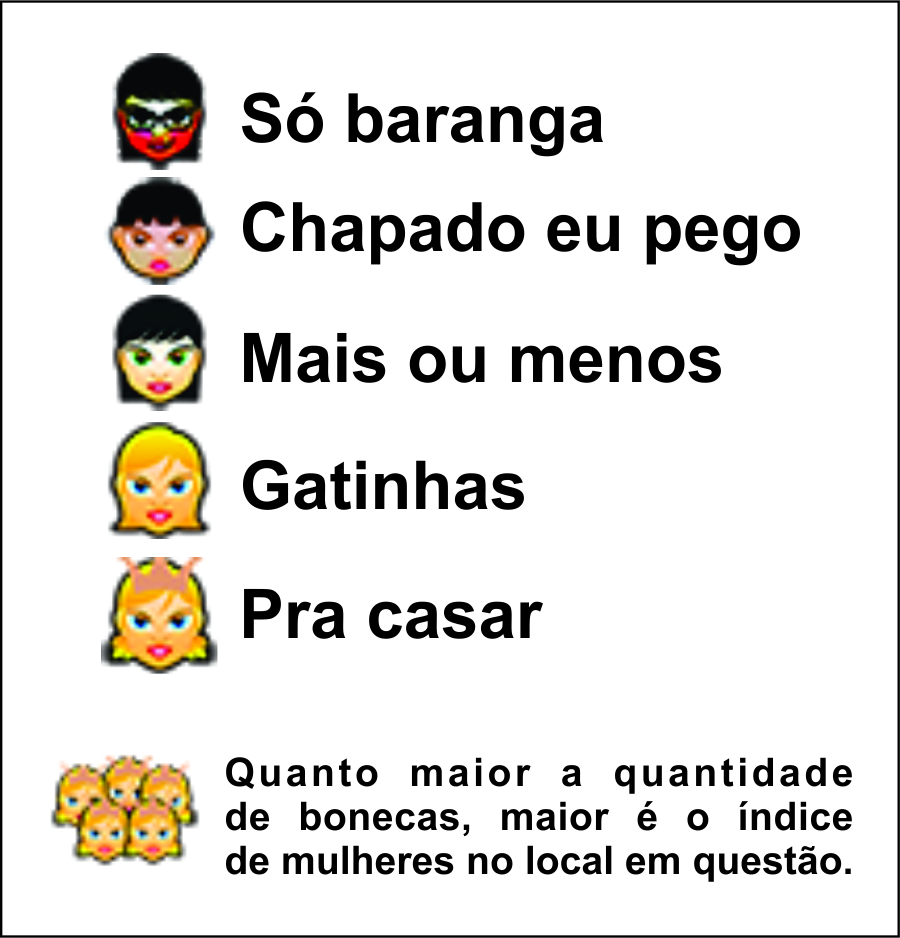 Só baranga
Chapado eu pego
Mais ou menos
Gatinhas
Pra casar
Quanto maior a quantidade
de bonecas, maior é o índice
de mulheres no local em questão.